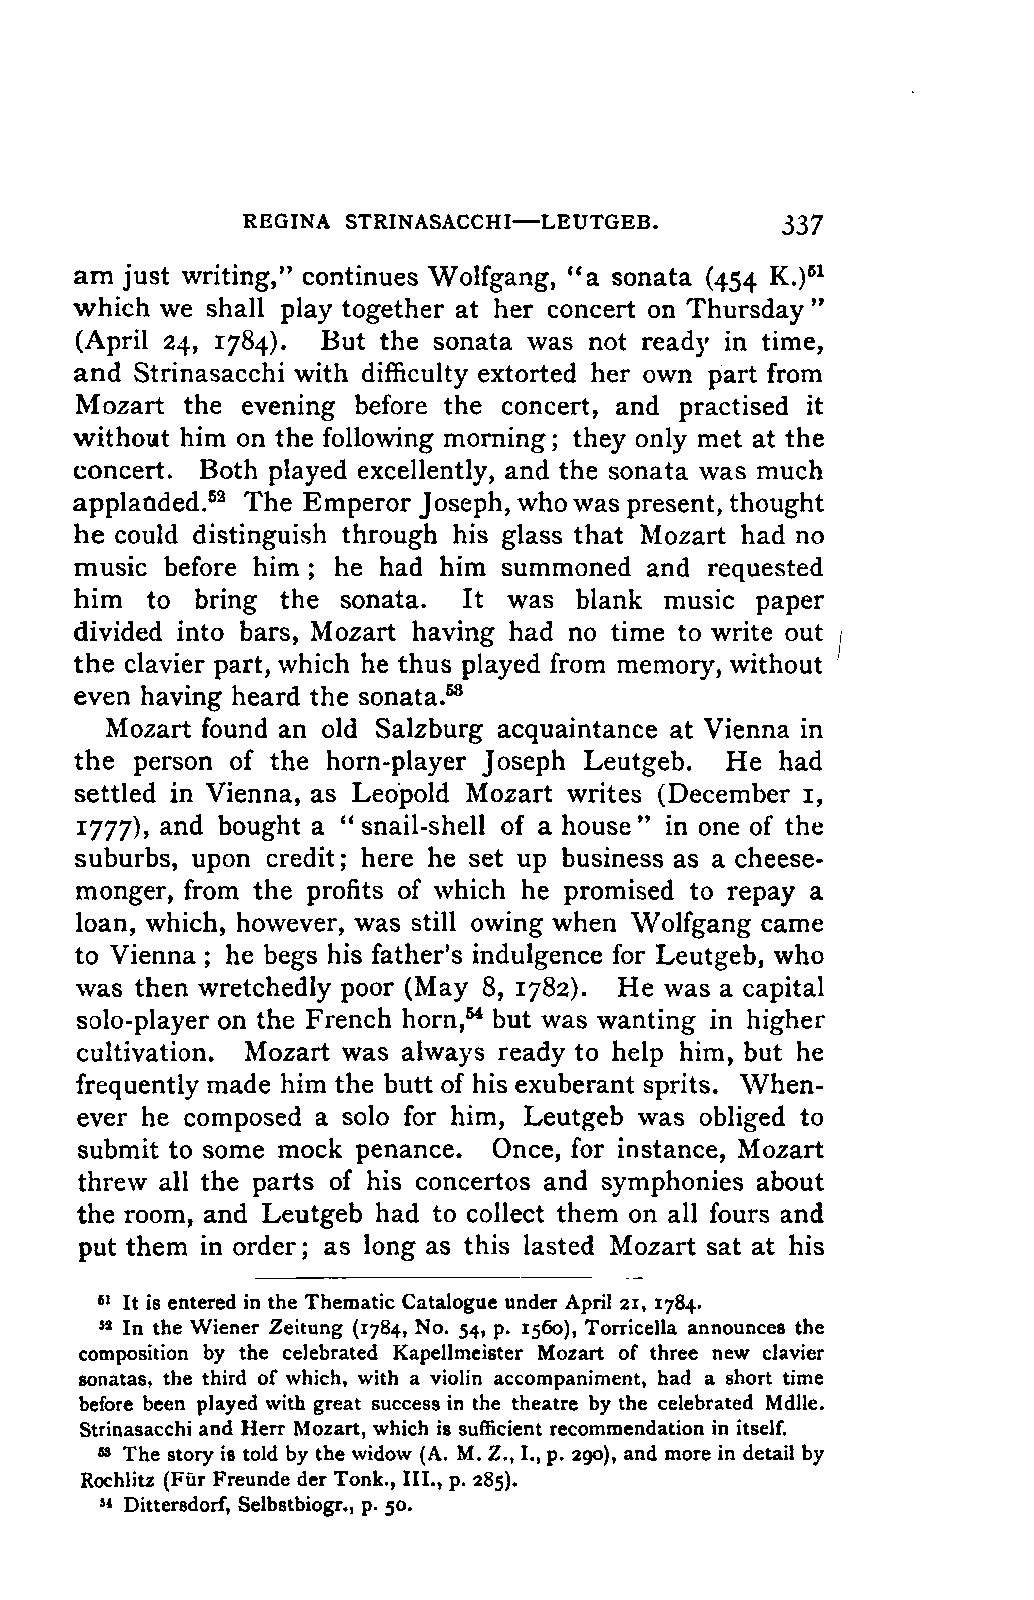 REGINA STRINASACCHI—LEUTGEB. 337
am just writing," continues Wolfgang, "a sonata (454 K.)⁵¹
which we shall play together at her concert on Thursday"
(April 24, 1784). But the sonata was not ready in time,
and Strinasacchi with difficulty extorted her own part from
Mozart the evening before the concert, and practised it
without him on the following morning; they only met at the
concert. Both played excellently, and the sonata was much
applauded.⁵² The Emperor Joseph, who was present, thought
he could distinguish through his glass that Mozart had no
music before him; he had him summoned and requested
him to bring the sonata. It was blank music paper
divided into bars, Mozart having had no time to write out
the clavier part, which he thus played from memory, without
even having heard the sonata.⁵³
Mozart found an old Salzburg acquaintance at Vienna in
the person of the horn-player Joseph Leutgeb. He had
settled in Vienna, as Leopold Mozart writes (December 1,
1777), and bought a "snail-shell of a house" in one of the
suburbs, upon credit; here he set up business as a cheese-
monger, from the profits of which he promised to repay a
loan, which, however, was still owing when Wolfgang came
to Vienna; he begs his father's indulgence for Leutgeb, who
was then wretchedly poor (May 8, 1782). He was a capital
solo-player on the French horn,⁵⁴ but was wanting in higher
cultivation. Mozart was always ready to help him, but he
frequently made him the butt of his exuberant sprits. When-
ever he composed a solo for him, Leutgeb was obliged to
submit to some mock penance. Once, for instance, Mozart
threw all the parts of his concertos and symphonies about
the room, and Leutgeb had to collect them on all fours and
put them in order; as long as this lasted Mozart sat at his
⁵¹ It is entered in the Thematic Catalogue under April 21, 1784.
⁵² In the Wiener Zeitung (1784, No. 54, p. 1560), Torricella announces the
composition by the celebrated Kapellmeister Mozart of three new clavier
sonatas, the third of which, with a violin accompaniment, had a short time
before been played with great success in the theatre by the celebrated Mdlle.
Strinasacchi and Herr Mozart, which is sufficient recommendation in itself.
⁵³ The story is told by the widow (A. M. Z., I., p. 290), and more in detail by
Rochlitz (Für Freunde der Tonk., III., p. 285).
⁵⁴ Dittersdorf, Selbstbiogr., p. 50.